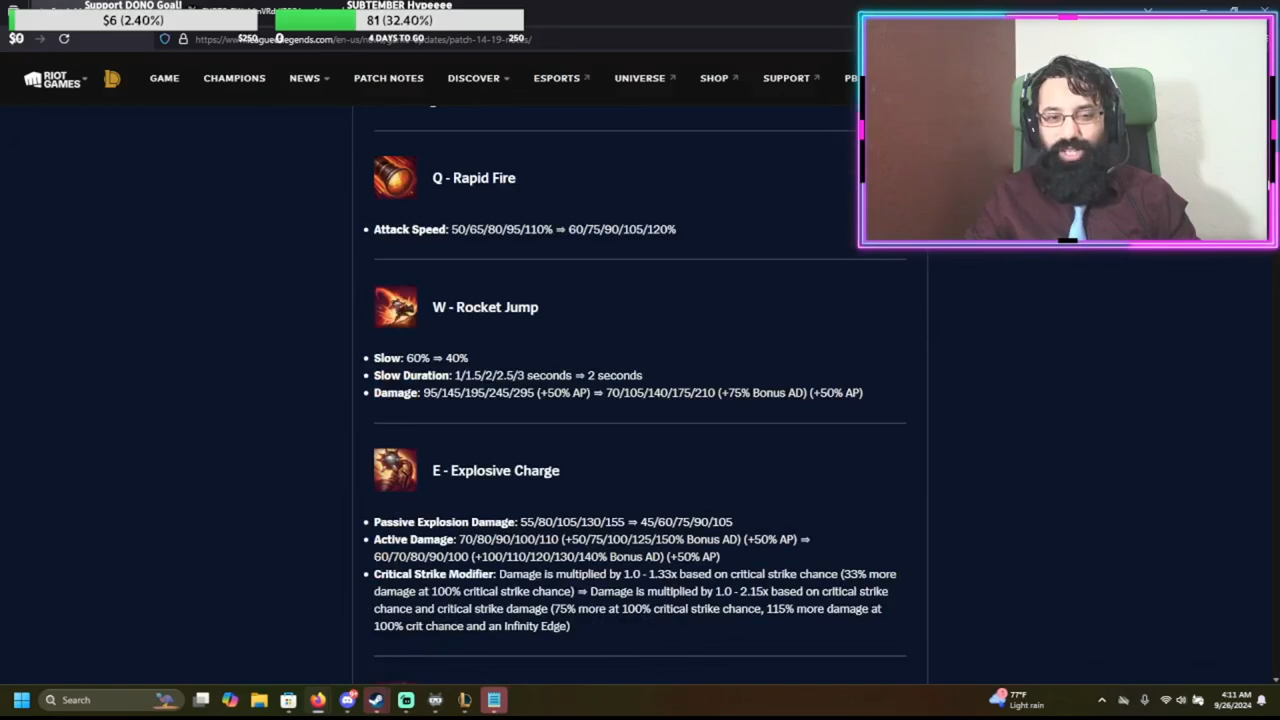 Support DONO Goal!
SUBTEMBER Hypeeee
$6 (2.40%)
81 (32.40%)
$0
$250
0
4 DAYS TO GO
250
RIOT GAMES
GAME
CHAMPIONS
NEWS
PATCH NOTES
DISCOVER
ESPORTS
UNIVERSE
SHOP
SUPPORT
Q - Rapid Fire
Attack Speed: 50/65/80/95/110% ⇒ 60/75/90/105/120%
W - Rocket Jump
Slow: 60% ⇒ 40%
Slow Duration: 1/1.5/2/2.5/3 seconds ⇒ 2 seconds
Damage: 95/145/195/245/295 (+50% AP) ⇒ 70/105/140/175/210 (+75% Bonus AD) (+50% AP)
E - Explosive Charge
Passive Explosion Damage: 55/80/105/130/155 ⇒ 45/60/75/90/105
Active Damage: 70/80/90/100/110 (+50/75/100/125/150% Bonus AD) (+50% AP) ⇒
60/70/80/90/100 (+100/110/120/130/140% Bonus AD) (+50% AP)
Critical Strike Modifier: Damage is multiplied by 1.0 - 1.33x based on critical strike chance (33% more
damage at 100% critical strike chance) ⇒ Damage is multiplied by 1.0 - 2.15x based on critical strike
chance and critical strike damage (75% more at 100% critical strike chance, 115% more damage at
100% crit chance and an Infinity Edge)
Search
77°F
Light rain
4:11 AM
9/26/2024